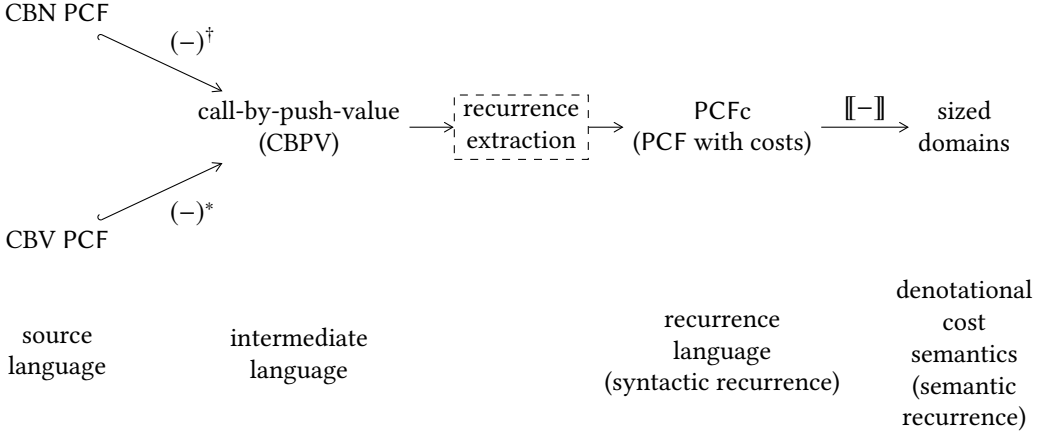 CBN PCF
(−)†
call-by-push-value
(CBPV)
recurrence
extraction
PCFc
(PCF with costs)
⟦−⟧
sized
domains
(−)*
CBV PCF
source
language
intermediate
language
recurrence
language
(syntactic recurrence)
denotational
cost
semantics
(semantic
recurrence)